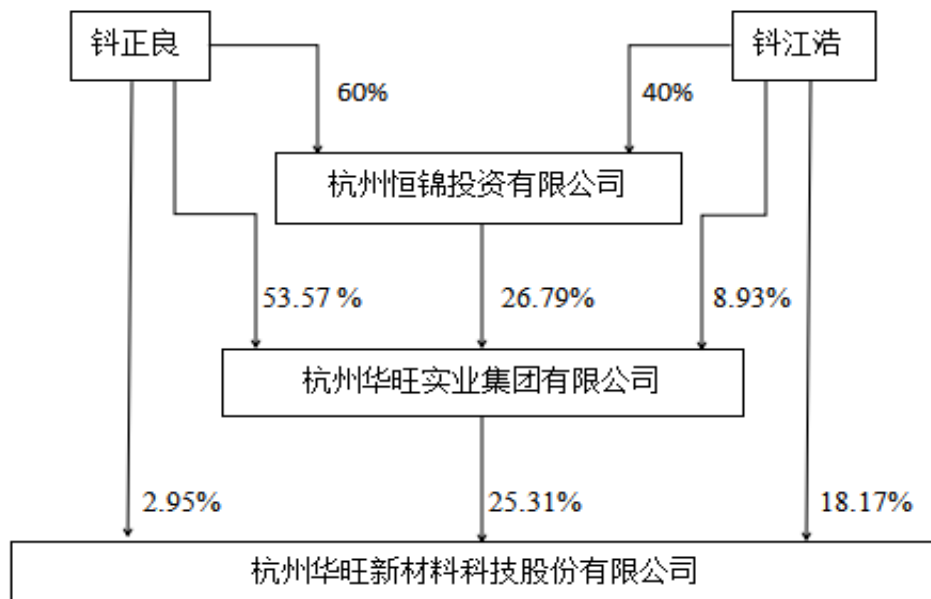 钭正良
钭江浩
60%
40%
杭州恒锦投资有限公司
53.57 %
26.79%
8.93%
杭州华旺实业集团有限公司
2.95%
25.31%
18.17%
杭州华旺新材料科技股份有限公司